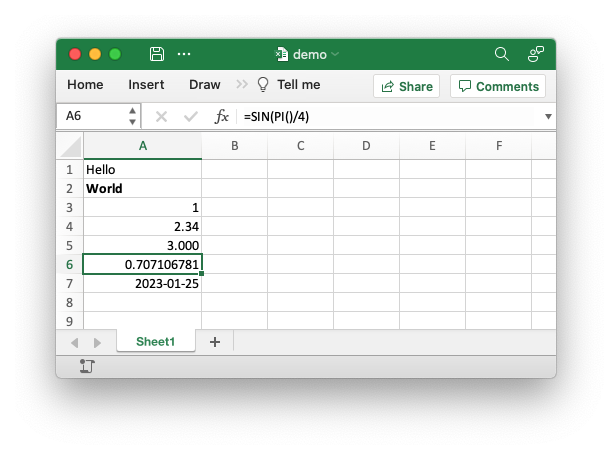 demo
Home Insert Draw Tell me Share Comments
A6 fx =SIN(PI()/4)
A B C D E F
1 Hello
2 World
3 1
4 2.34
5 3.000
6 0.707106781
7 2023-01-25
8
9
Sheet1 +